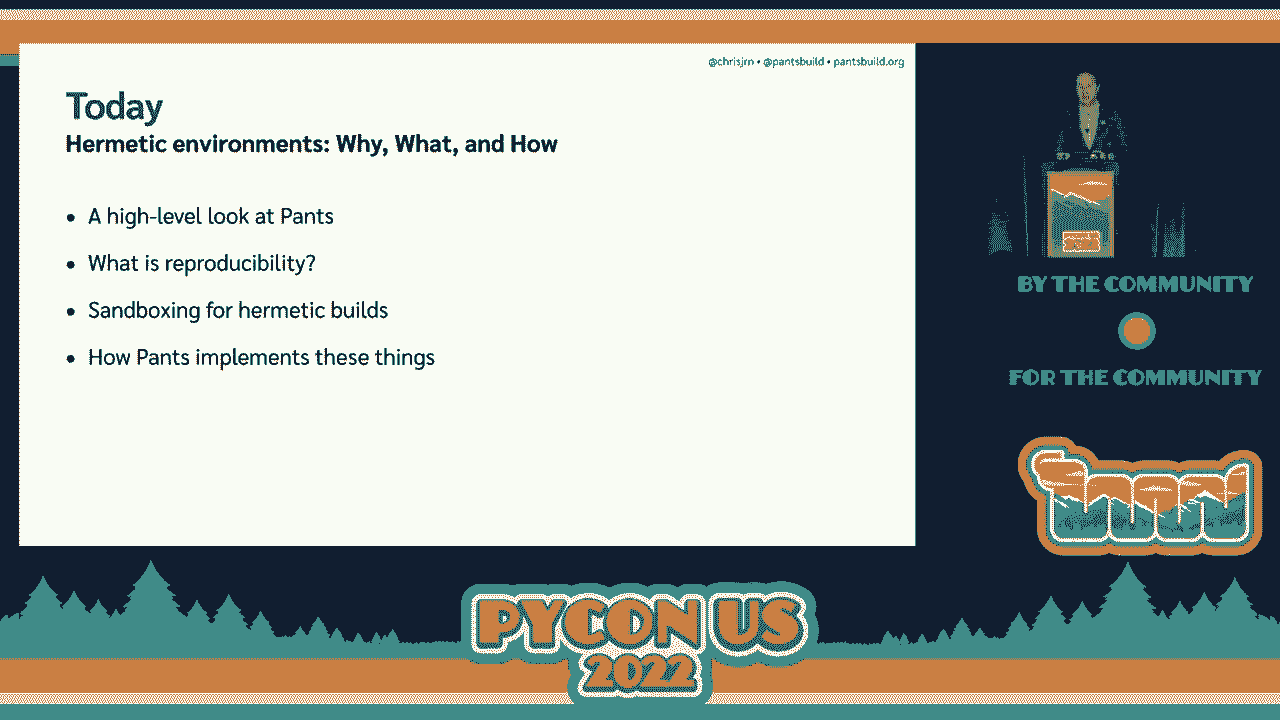 @chrisjrn • @pantsbuild • pantsbuild.org
Today
Hermetic environments: Why, What, and How
• A high-level look at Pants
• What is reproducibility?
• Sandboxing for hermetic builds
• How Pants implements these things
BY THE COMMUNITY
FOR THE COMMUNITY
PYCON US
2022